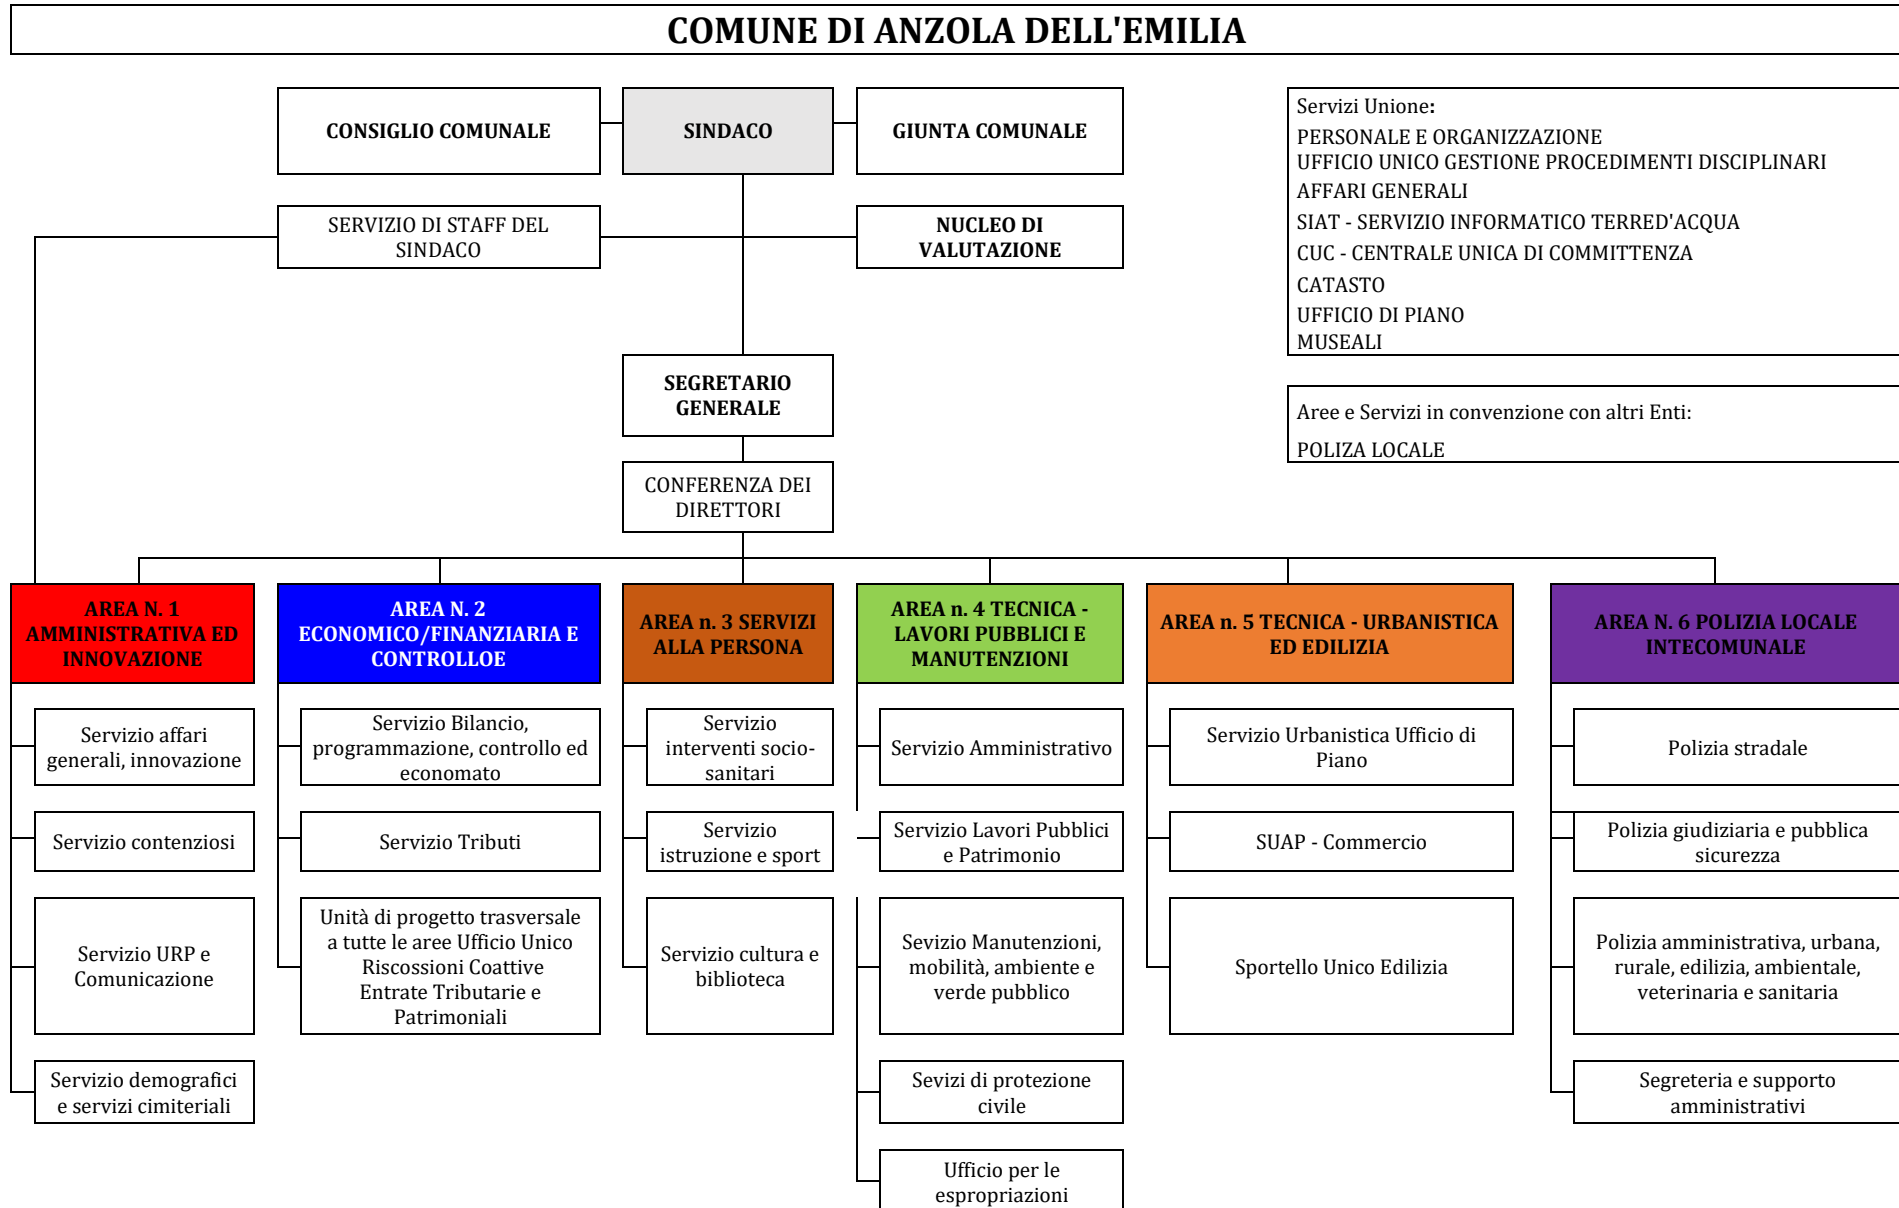 COMUNE DI ANZOLA DELL'EMILIA
CONSIGLIO COMUNALE
SINDACO
GIUNTA COMUNALE
Servizi Unione:
PERSONALE E ORGANIZZAZIONE
UFFICIO UNICO GESTIONE PROCEDIMENTI DISCIPLINARI
AFFARI GENERALI
SIAT - SERVIZIO INFORMATICO TERRED'ACQUA
CUC - CENTRALE UNICA DI COMMITTENZA
CATASTO
UFFICIO DI PIANO
MUSEALI
SERVIZIO DI STAFF DEL
SINDACO
NUCLEO DI
VALUTAZIONE
SEGRETARIO
GENERALE
Aree e Servizi in convenzione con altri Enti:
POLIZA LOCALE
CONFERENZA DEI
DIRETTORI
AREA N. 1
AMMINISTRATIVA ED
INNOVAZIONE
AREA N. 2
ECONOMICO/FINANZIARIA E
CONTROLLOE
AREA n. 3 SERVIZI
ALLA PERSONA
AREA n. 4 TECNICA -
LAVORI PUBBLICI E
MANUTENZIONI
AREA n. 5 TECNICA - URBANISTICA
ED EDILIZIA
AREA N. 6 POLIZIA LOCALE
INTECOMUNALE
Servizio affari
generali, innovazione
Servizio Bilancio,
programmazione, controllo ed
economato
Servizio
interventi socio-
sanitari
Servizio Amministrativo
Servizio Urbanistica Ufficio di
Piano
Polizia stradale
Servizio contenziosi
Servizio Tributi
Servizio
istruzione e sport
Servizio Lavori Pubblici
e Patrimonio
SUAP - Commercio
Polizia giudiziaria e pubblica
sicurezza
Servizio URP e
Comunicazione
Unità di progetto trasversale
a tutte le aree Ufficio Unico
Riscossioni Coattive
Entrate Tributarie e
Patrimoniali
Servizio cultura e
biblioteca
Sevizio Manutenzioni,
mobilità, ambiente e
verde pubblico
Sportello Unico Edilizia
Polizia amministrativa, urbana,
rurale, edilizia, ambientale,
veterinaria e sanitaria
Servizio demografici
e servizi cimiteriali
Sevizi di protezione
civile
Segreteria e supporto
amministrativi
Ufficio per le
espropriazioni